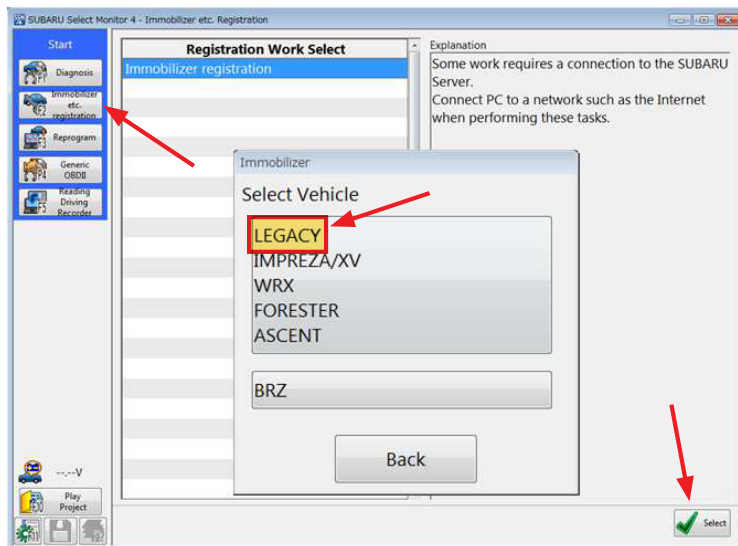 SUBARU Select Monitor 4 - Immobilizer etc. Registration
Start
Diagnosis
Immobilizer
etc.
registration
Reprogram
Generic
OBDII
Reading
Driving
Recorder
--.--V
Play
Project
Registration Work Select
Immobilizer registration
Explanation
Some work requires a connection to the SUBARU
Server.
Connect PC to a network such as the Internet
when performing these tasks.
Immobilizer
Select Vehicle
LEGACY
IMPREZA/XV
WRX
FORESTER
ASCENT
BRZ
Back
Select